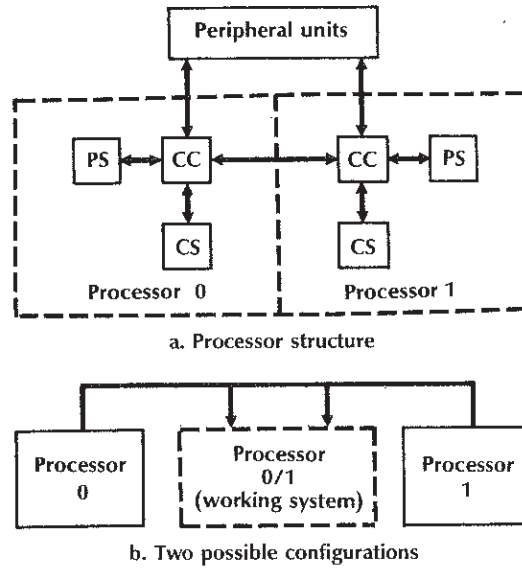 Peripheral units
PS
CC
CC
PS
CS
CS
Processor 0
Processor 1
a. Processor structure
Processor
0
Processor
0/1
(working system)
Processor
1
b. Two possible configurations